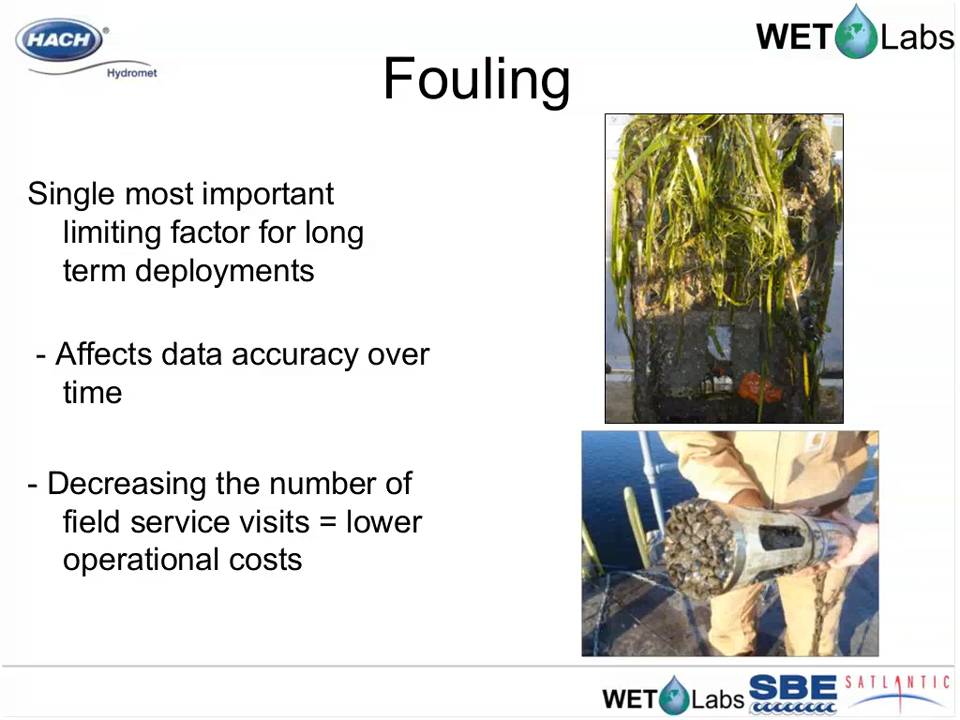 HACH
Hydromet
WET Labs
Fouling
Single most important
limiting factor for long
term deployments
- Affects data accuracy over
time
- Decreasing the number of
field service visits = lower
operational costs
WET Labs
SBE
SATLANTIC